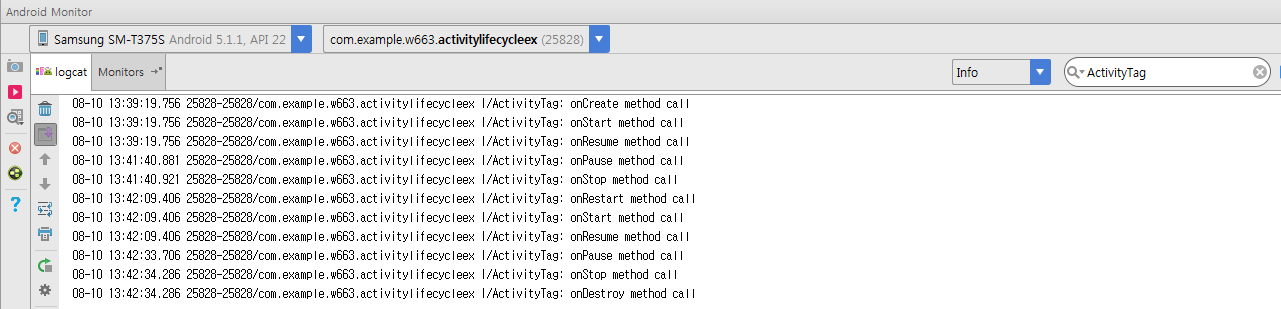 Android Monitor
Samsung SM-T375S Android 5.1.1, API 22
com.example.w663.activitylifecycleex (25828)
logcat
Monitors
Info
ActivityTag
08-10 13:39:19.756 25828-25828/com.example.w663.activitylifecycleex I/ActivityTag: onCreate method call
08-10 13:39:19.756 25828-25828/com.example.w663.activitylifecycleex I/ActivityTag: onStart method call
08-10 13:39:19.756 25828-25828/com.example.w663.activitylifecycleex I/ActivityTag: onResume method call
08-10 13:41:40.881 25828-25828/com.example.w663.activitylifecycleex I/ActivityTag: onPause method call
08-10 13:41:40.921 25828-25828/com.example.w663.activitylifecycleex I/ActivityTag: onStop method call
08-10 13:42:09.406 25828-25828/com.example.w663.activitylifecycleex I/ActivityTag: onRestart method call
08-10 13:42:09.406 25828-25828/com.example.w663.activitylifecycleex I/ActivityTag: onStart method call
08-10 13:42:09.406 25828-25828/com.example.w663.activitylifecycleex I/ActivityTag: onResume method call
08-10 13:42:33.706 25828-25828/com.example.w663.activitylifecycleex I/ActivityTag: onPause method call
08-10 13:42:34.286 25828-25828/com.example.w663.activitylifecycleex I/ActivityTag: onStop method call
08-10 13:42:34.286 25828-25828/com.example.w663.activitylifecycleex I/ActivityTag: onDestroy method call